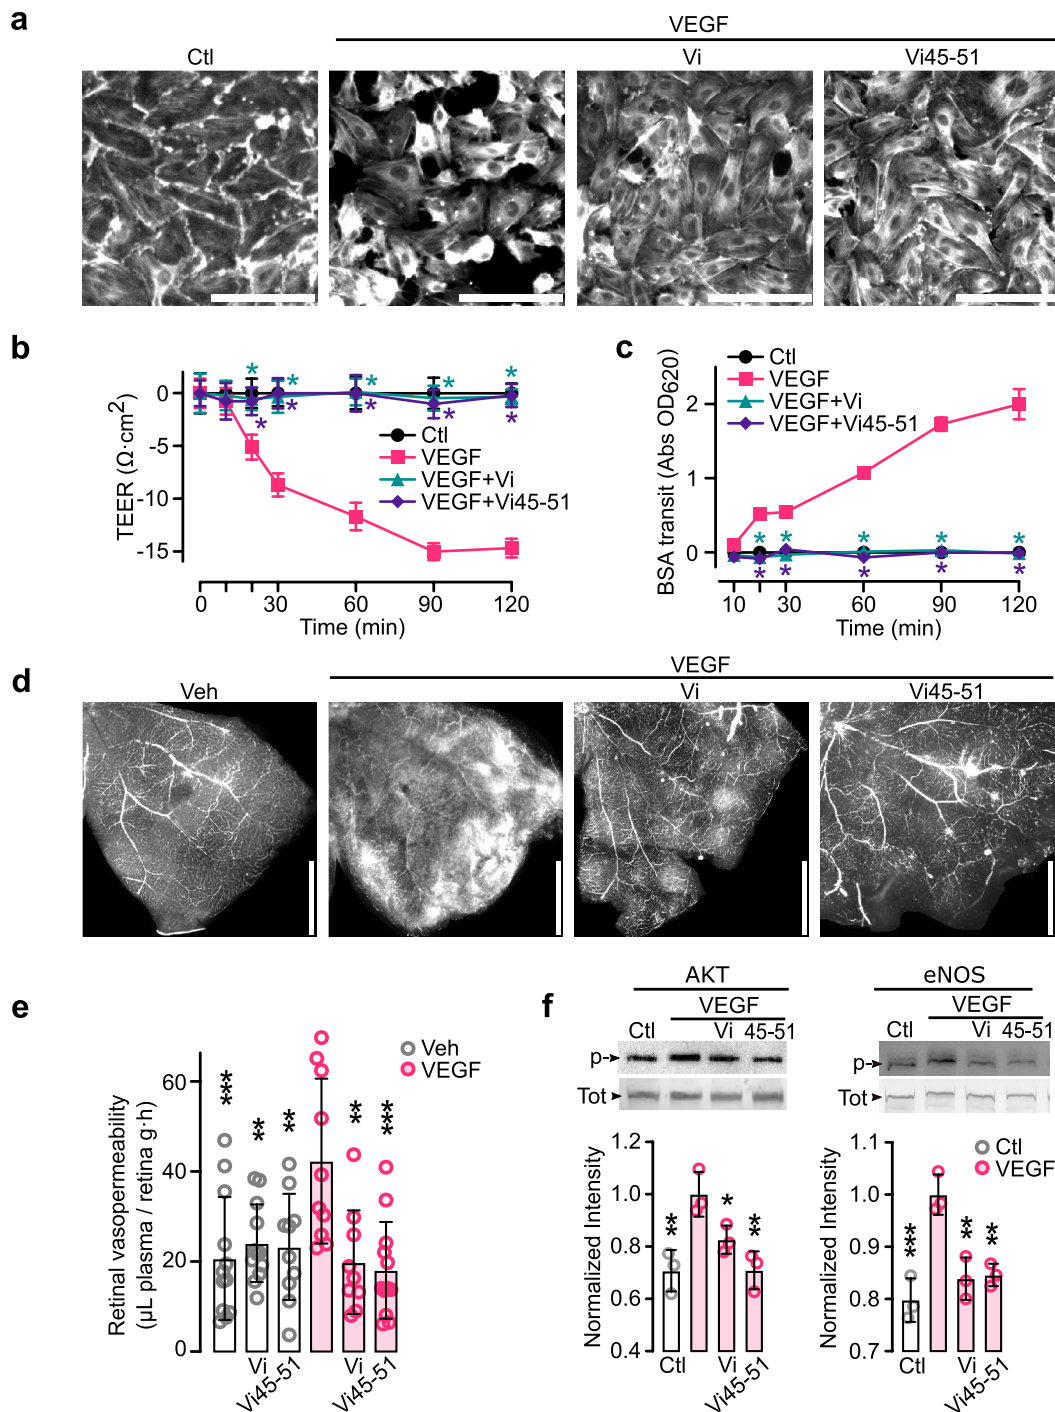 a
VEGF
Ctl
Vi
Vi45-51
b
0
-5
-10
-15
TEER (Ω·cm²)
* * * * *
* * * * *
Ctl
VEGF
VEGF+Vi
VEGF+Vi45-51
0 30 60 90 120
Time (min)
c
Ctl
VEGF
VEGF+Vi
VEGF+Vi45-51
2
1
0
BSA transit (Abs OD620)
* * * * *
* * * * *
10 30 60 90 120
Time (min)
d
VEGF
Veh
Vi
Vi45-51
e
Veh
VEGF
60
40
20
0
Retinal vasopermeability
(µL plasma / retina g·h)
*** ** ** ** ***
Vi
Vi45-51
Vi
Vi45-51
f
AKT
VEGF
Ctl Vi 45-51
p-
Tot
1.2
1.0
0.8
0.6
0.4
Normalized Intensity
** * **
Ctl
Vi
Vi45-51
eNOS
VEGF
Ctl Vi 45-51
p-
Tot
Ctl
VEGF
1.1
1.0
0.9
0.8
0.7
Normalized Intensity
*** ** **
Ctl
Vi
Vi45-51